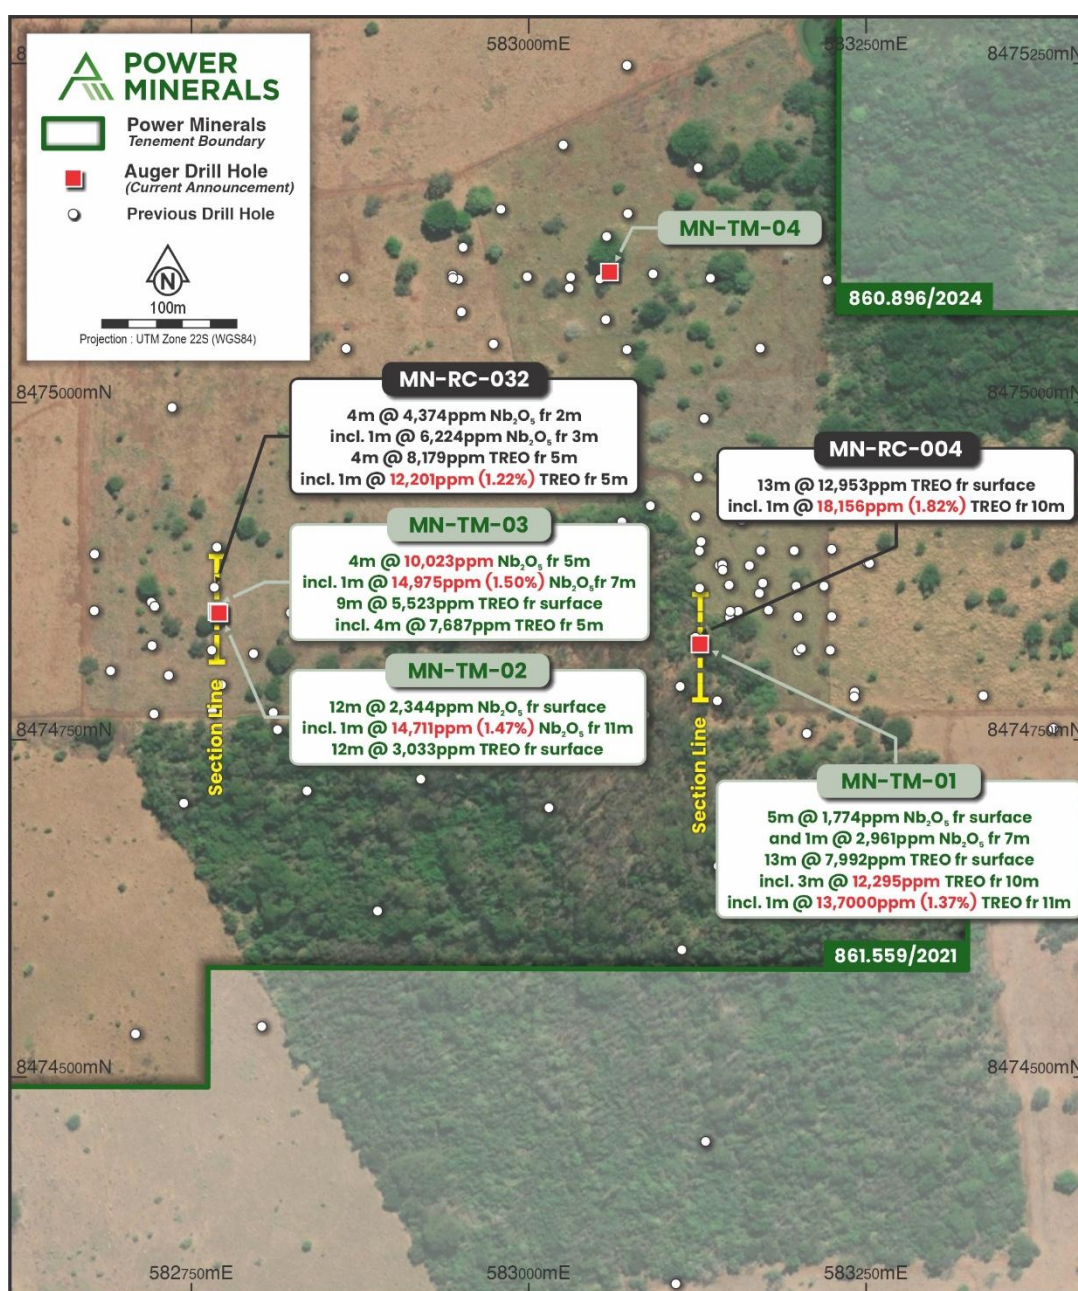 583000mE
583250mE
8475250mN
POWER
MINERALS
Power Minerals
Tenement Boundary
Auger Drill Hole
(Current Announcement)
Previous Drill Hole
N
100m
Projection : UTM Zone 22S (WGS84)
MN-TM-04
860.896/2024
8475000mN
8475000mN
MN-RC-032
4m @ 4,374ppm Nb₂O₅ fr 2m
incl. 1m @ 6,224ppm Nb₂O₅ fr 3m
4m @ 8,179ppm TREO fr 5m
incl. 1m @ 12,201ppm (1.22%) TREO fr 5m
MN-RC-004
13m @ 12,953ppm TREO fr surface
incl. 1m @ 18,156ppm (1.82%) TREO fr 10m
MN-TM-03
4m @ 10,023ppm Nb₂O₅ fr 5m
incl. 1m @ 14,975ppm (1.50%) Nb₂O₅fr 7m
9m @ 5,523ppm TREO fr surface
incl. 4m @ 7,687ppm TREO fr 5m
MN-TM-02
12m @ 2,344ppm Nb₂O₅ fr surface
incl. 1m @ 14,711ppm (1.47%) Nb₂O₅ fr 11m
12m @ 3,033ppm TREO fr surface
Section Line
Section Line
8474750mN
8474750mN
MN-TM-01
5m @ 1,774ppm Nb₂O₅ fr surface
and 1m @ 2,961ppm Nb₂O₅ fr 7m
13m @ 7,992ppm TREO fr surface
incl. 3m @ 12,295ppm TREO fr 10m
incl. 1m @ 13,7000ppm (1.37%) TREO fr 11m
861.559/2021
8474500mN
8474500mN
582750mE
583000mE
583250mE